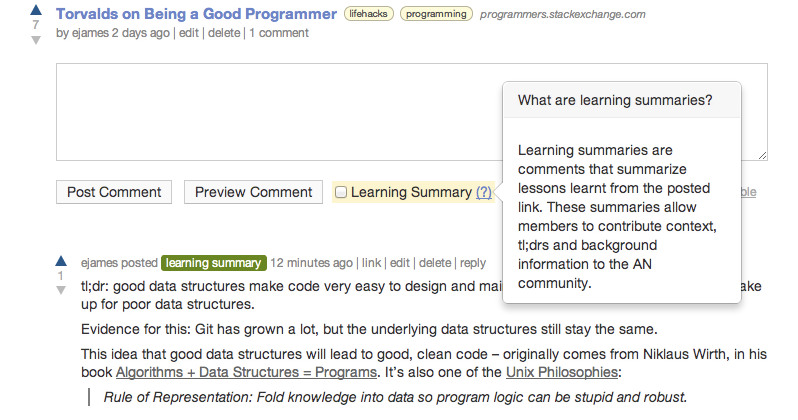 Torvalds on Being a Good Programmer lifehacks programming programmers.stackexchange.com
7
by ejames 2 days ago | edit | delete | 1 comment
What are learning summaries?
Learning summaries are
comments that summarize
lessons learnt from the posted
link. These summaries allow
members to contribute context,
tl;drs and background
information to the AN
community.
Post Comment Preview Comment Learning Summary (?)
ejames posted learning summary 12 minutes ago | link | edit | delete | reply
1
tl;dr: good data structures make code very easy to design and
up for poor data structures.
Evidence for this: Git has grown a lot, but the underlying data structures still stay the same.
This idea that good data structures will lead to good, clean code – originally comes from Niklaus Wirth, in his
book Algorithms + Data Structures = Programs. It's also one of the Unix Philosophies:
Rule of Representation: Fold knowledge into data so program logic can be stupid and robust.